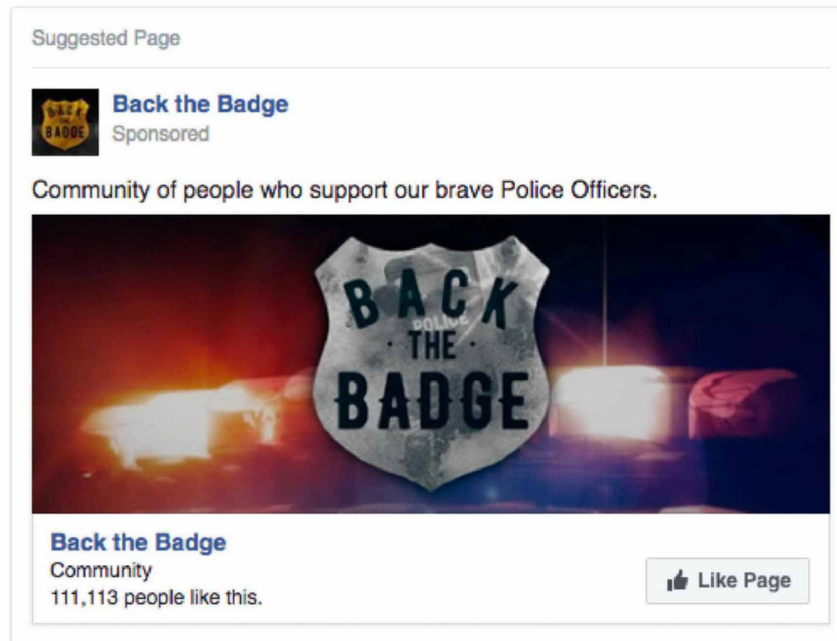 Suggested Page
BACK
THE
BADGE
Back the Badge
Sponsored
Community of people who support our brave Police Officers.
BACK
POLICE
· THE ·
BADGE
Back the Badge
Community
111,113 people like this.
Like Page